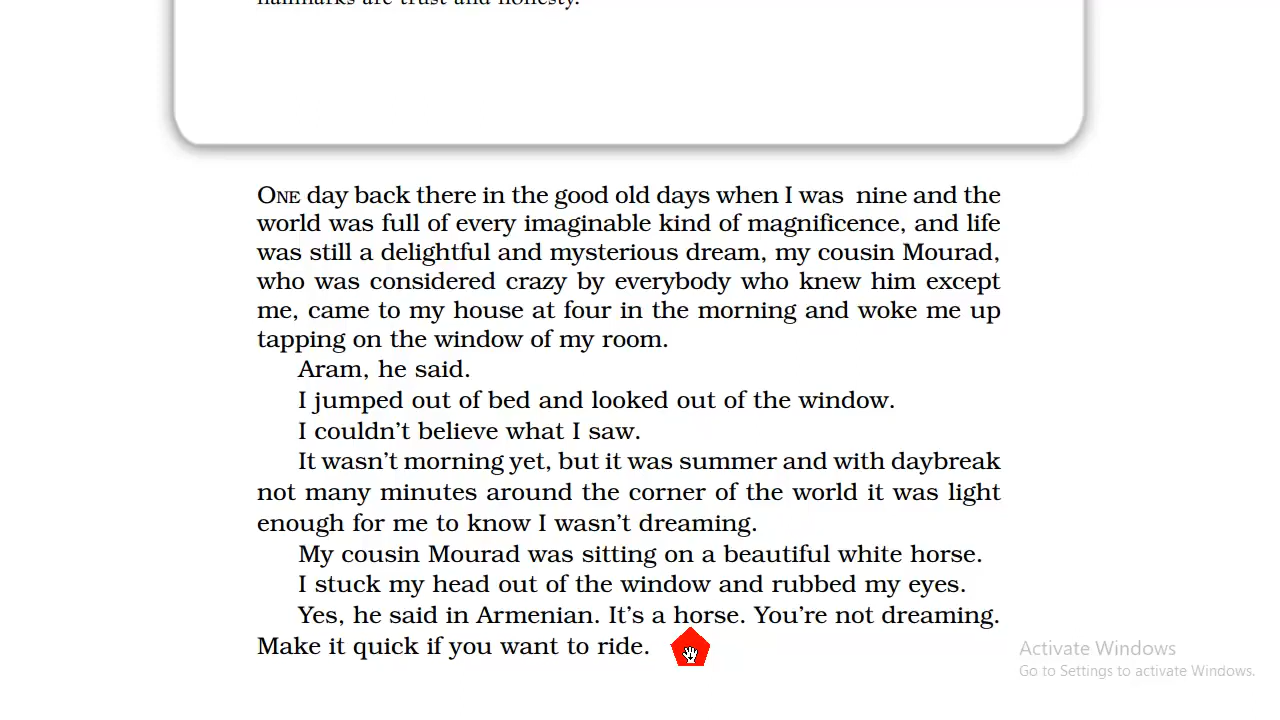 hallmarks are trust and honesty.
ONE day back there in the good old days when I was nine and the
world was full of every imaginable kind of magnificence, and life
was still a delightful and mysterious dream, my cousin Mourad,
who was considered crazy by everybody who knew him except
me, came to my house at four in the morning and woke me up
tapping on the window of my room.
Aram, he said.
I jumped out of bed and looked out of the window.
I couldn't believe what I saw.
It wasn't morning yet, but it was summer and with daybreak
not many minutes around the corner of the world it was light
enough for me to know I wasn't dreaming.
My cousin Mourad was sitting on a beautiful white horse.
I stuck my head out of the window and rubbed my eyes.
Yes, he said in Armenian. It's a horse. You're not dreaming.
Make it quick if you want to ride.
Activate Windows
Go to Settings to activate Windows.